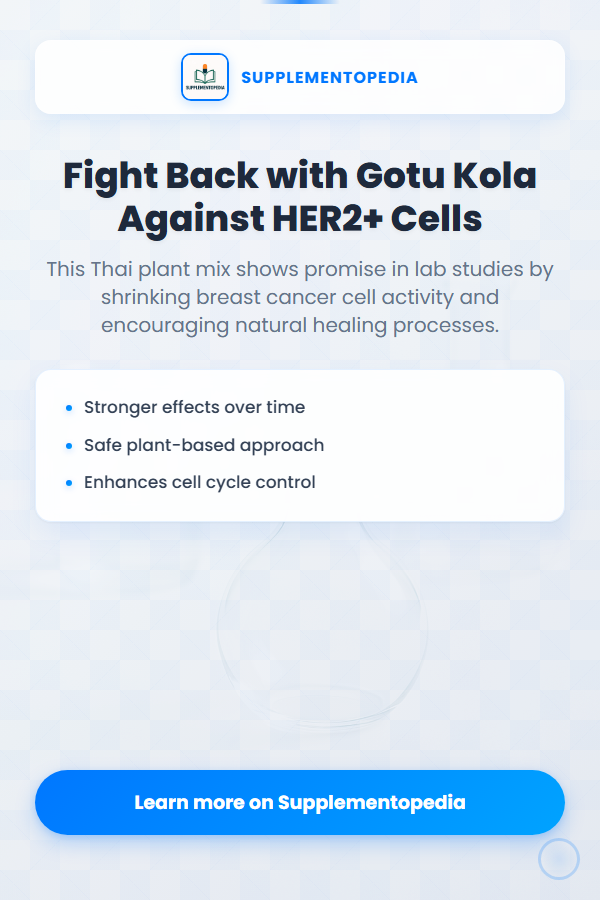 SUPPLEMENTOPEDIA
SUPPLEMENTOPEDIA
Fight Back with Gotu Kola
Against HER2+ Cells
This Thai plant mix shows promise in lab studies by
shrinking breast cancer cell activity and
encouraging natural healing processes.
Stronger effects over time
Safe plant-based approach
Enhances cell cycle control
Learn more on Supplementopedia